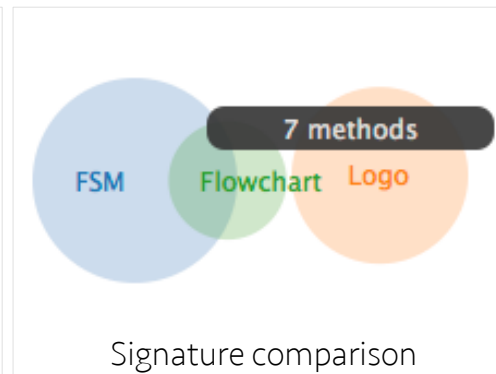 7 methods
FSM
Flowchart
Logo
Signature comparison